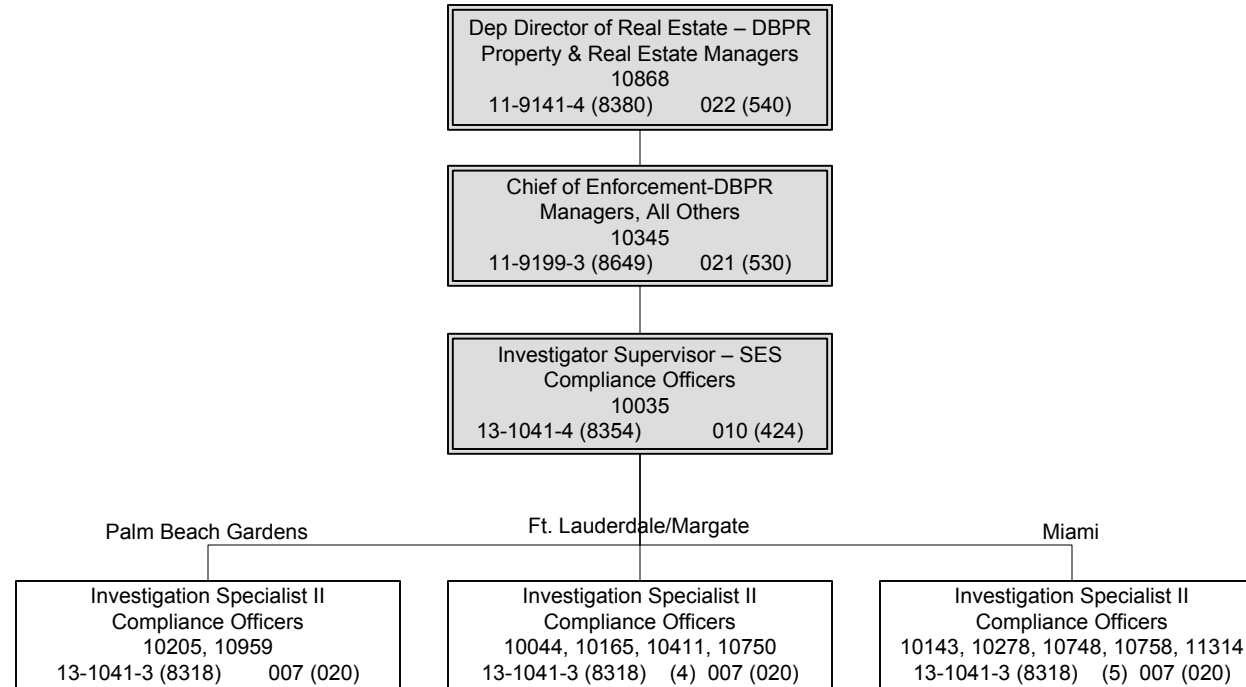 Dep Director of Real Estate – DBPR
Property & Real Estate Managers
10868
11-9141-4 (8380) 022 (540)
Chief of Enforcement-DBPR
Managers, All Others
10345
11-9199-3 (8649) 021 (530)
Investigator Supervisor – SES
Compliance Officers
10035
13-1041-4 (8354) 010 (424)
Palm Beach Gardens
Ft. Lauderdale/Margate
Miami
Investigation Specialist II
Compliance Officers
10205, 10959
13-1041-3 (8318) 007 (020)
Investigation Specialist II
Compliance Officers
10044, 10165, 10411, 10750
13-1041-3 (8318) (4) 007 (020)
Investigation Specialist II
Compliance Officers
10143, 10278, 10748, 10758, 11314
13-1041-3 (8318) (5) 007 (020)